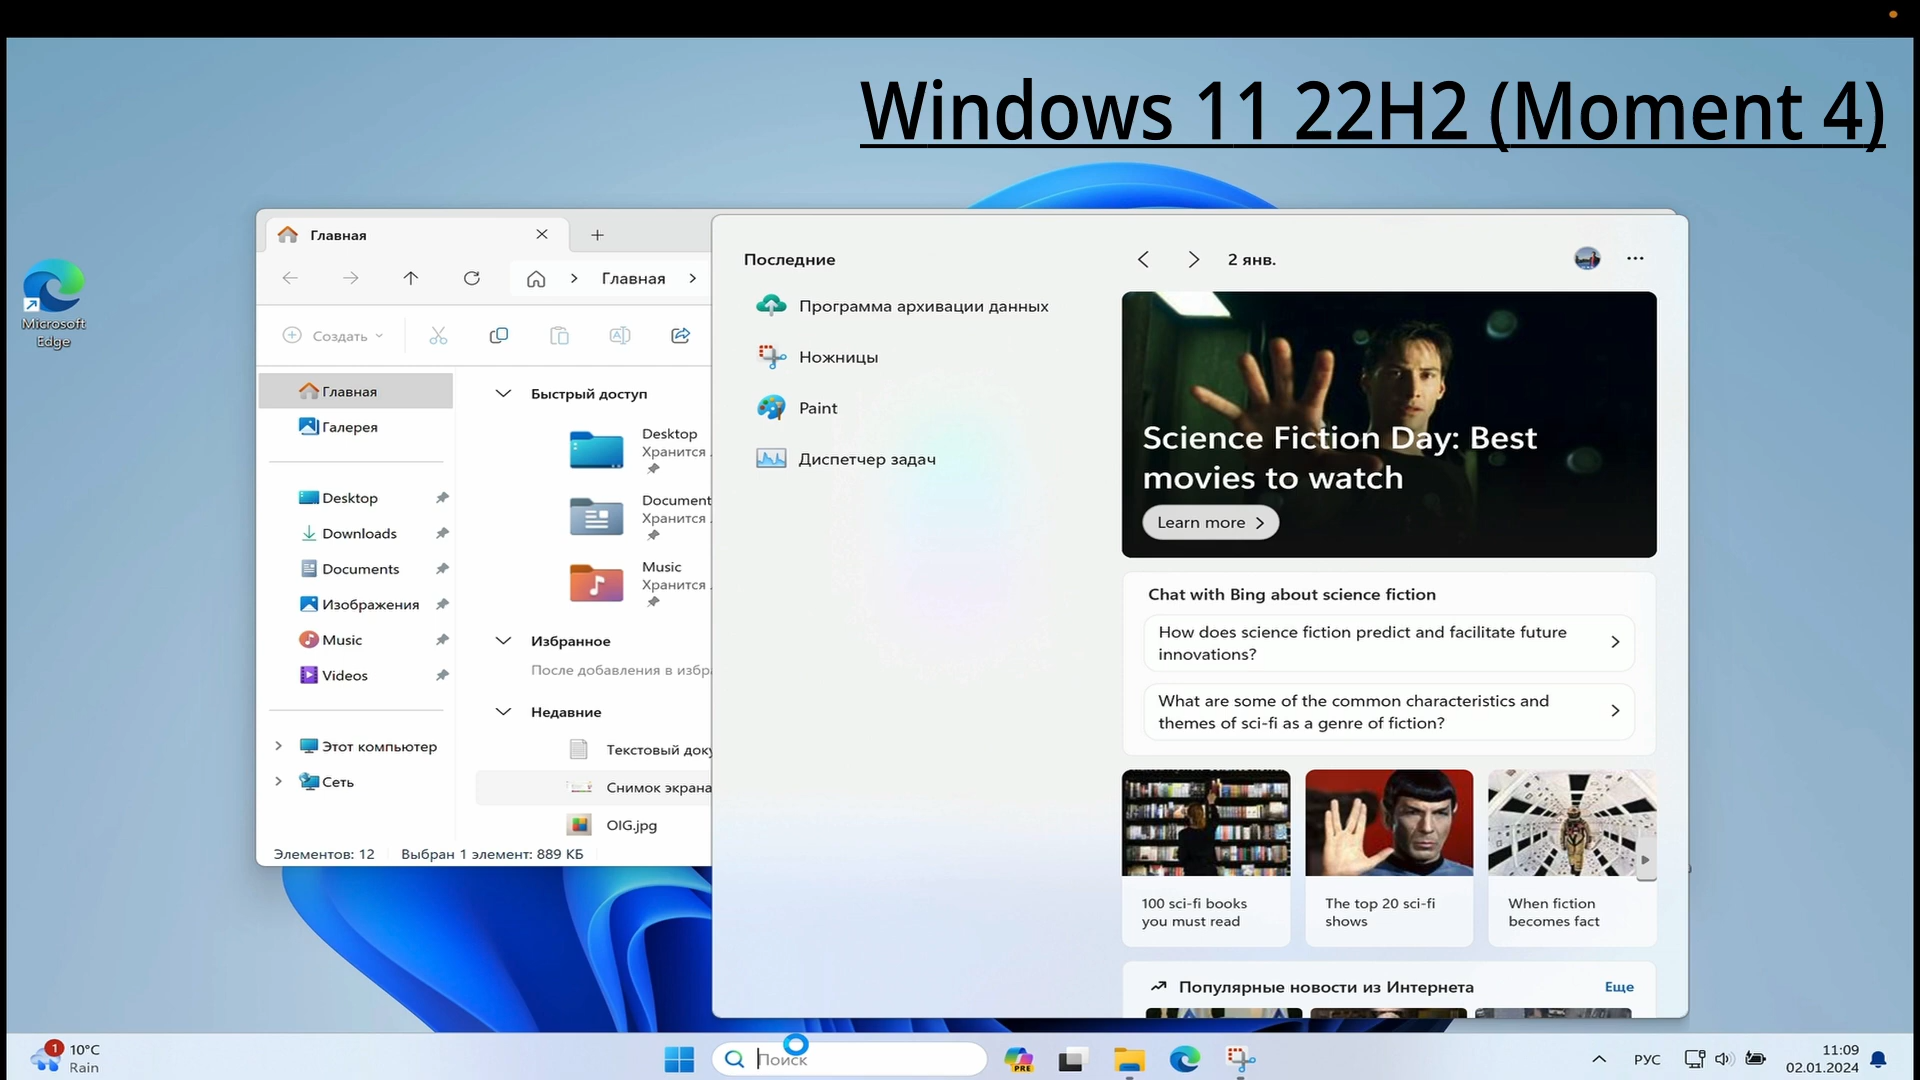 Windows 11 22H2 (Moment 4)
Microsoft
Edge
Главная
Главная
Создать
Главная
Галерея
Desktop
Downloads
Documents
Изображения
Music
Videos
Этот компьютер
Сеть
Быстрый доступ
Desktop
Хранится
Document
Хранится
Music
Хранится
Избранное
После добавления в избр
Недавние
Текстовый доку
Снимок экрана
OIG.jpg
Элементов: 12
Выбран 1 элемент: 889 КБ
Последние
Программа архивации данных
Ножницы
Paint
Диспетчер задач
2 янв.
Science Fiction Day: Best
movies to watch
Learn more
Chat with Bing about science fiction
How does science fiction predict and facilitate future
innovations?
What are some of the common characteristics and
themes of sci-fi as a genre of fiction?
100 sci-fi books
you must read
The top 20 sci-fi
shows
When fiction
becomes fact
Популярные новости из Интернета
Еще
1
10°C
Rain
Поиск
PRE
РУС
11:09
02.01.2024